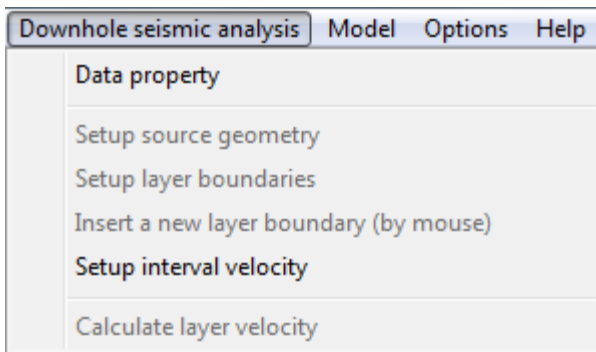 Downhole seismic analysis Model Options Help
Data property
Setup source geometry
Setup layer boundaries
Insert a new layer boundary (by mouse)
Setup interval velocity
Calculate layer velocity